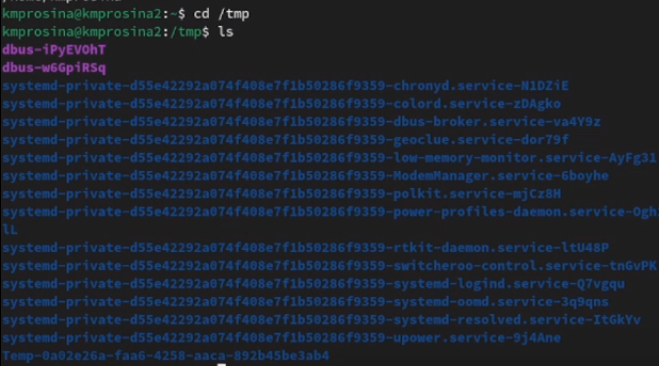 kmprosina@kmprosina2:~$ cd /tmp
kmprosina@kmprosina2:/tmp$ ls
dbus-iPyEVOhT
dbus-w6GpiRSq
systemd-private-d55e42292a074f408e7f1b50286f9359-chronyd.service-N1DZiE
systemd-private-d55e42292a074f408e7f1b50286f9359-colord.service-zDAgko
systemd-private-d55e42292a074f408e7f1b50286f9359-dbus-broker.service-va4Y9z
systemd-private-d55e42292a074f408e7f1b50286f9359-geoclue.service-dor79f
systemd-private-d55e42292a074f408e7f1b50286f9359-low-memory-monitor.service-AyFg31
systemd-private-d55e42292a074f408e7f1b50286f9359-ModemManager.service-6boyhe
systemd-private-d55e42292a074f408e7f1b50286f9359-polkit.service-mjCz8H
systemd-private-d55e42292a074f408e7f1b50286f9359-power-profiles-daemon.service-Ogh
lL
systemd-private-d55e42292a074f408e7f1b50286f9359-rtkit-daemon.service-ltU48P
systemd-private-d55e42292a074f408e7f1b50286f9359-switcheroo-control.service-tnGvPK
systemd-private-d55e42292a074f408e7f1b50286f9359-systemd-logind.service-Q7vgqu
systemd-private-d55e42292a074f408e7f1b50286f9359-systemd-oomd.service-3q9qns
systemd-private-d55e42292a074f408e7f1b50286f9359-systemd-resolved.service-ItGkYv
systemd-private-d55e42292a074f408e7f1b50286f9359-upower.service-9j4Ane
Temp-0a02e26a-faa6-4258-aaca-892b45be3ab4